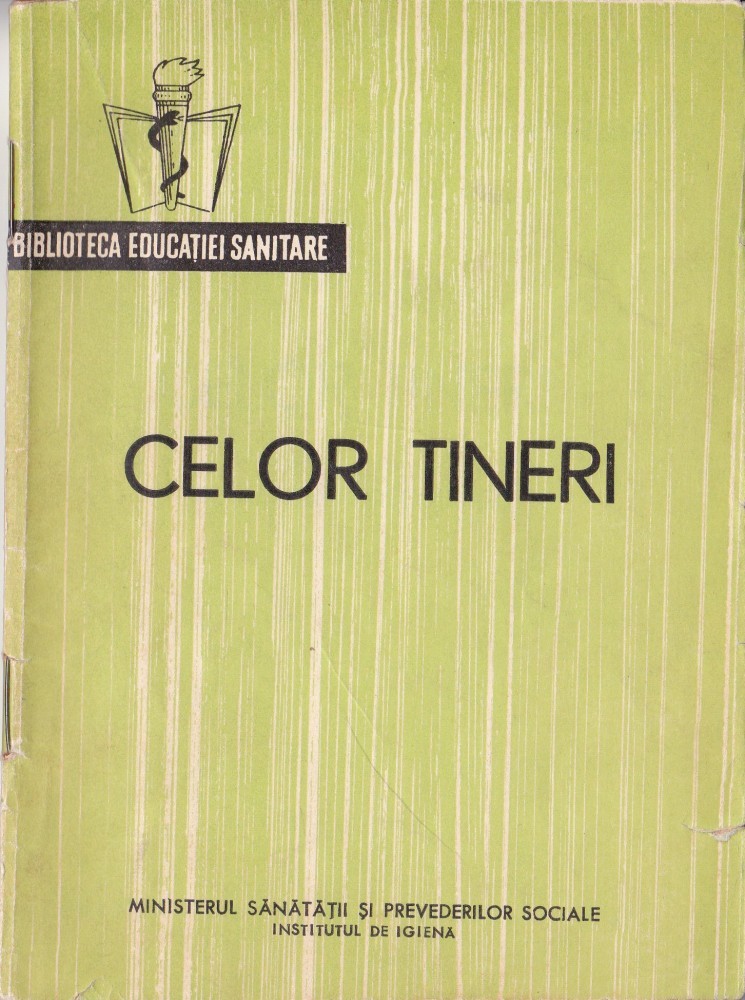 BIBLIOTECA EDUCAȚIEI SANITARE
CELOR TINERI
MINISTERUL SĂNĂTĂȚII ȘI PREVEDERILOR SOCIALE
INSTITUTUL DE IGIENĂ